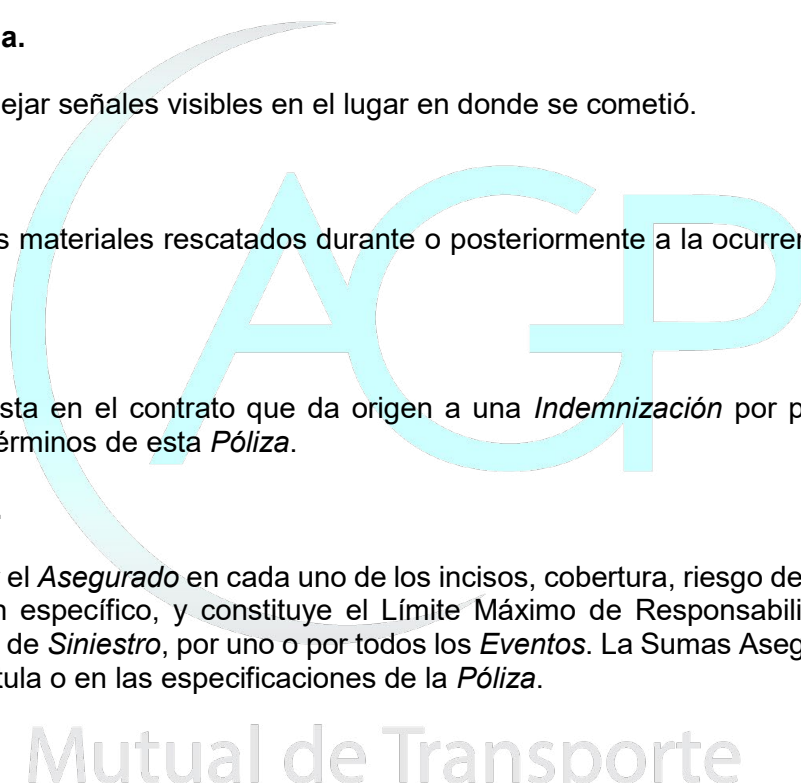 a.
ejar señales visibles en el lugar en donde se cometió.
s materiales rescatados durante o posteriormente a la ocurren
sta en el contrato que da origen a una Indemnización por p
érminos de esta Póliza.
el Asegurado en cada uno de los incisos, cobertura, riesgo de
n específico, y constituye el Límite Máximo de Responsabili
de Siniestro, por uno o por todos los Eventos. La Sumas Aseg
tula o en las especificaciones de la Póliza.
AGP
Mutual de Transporte